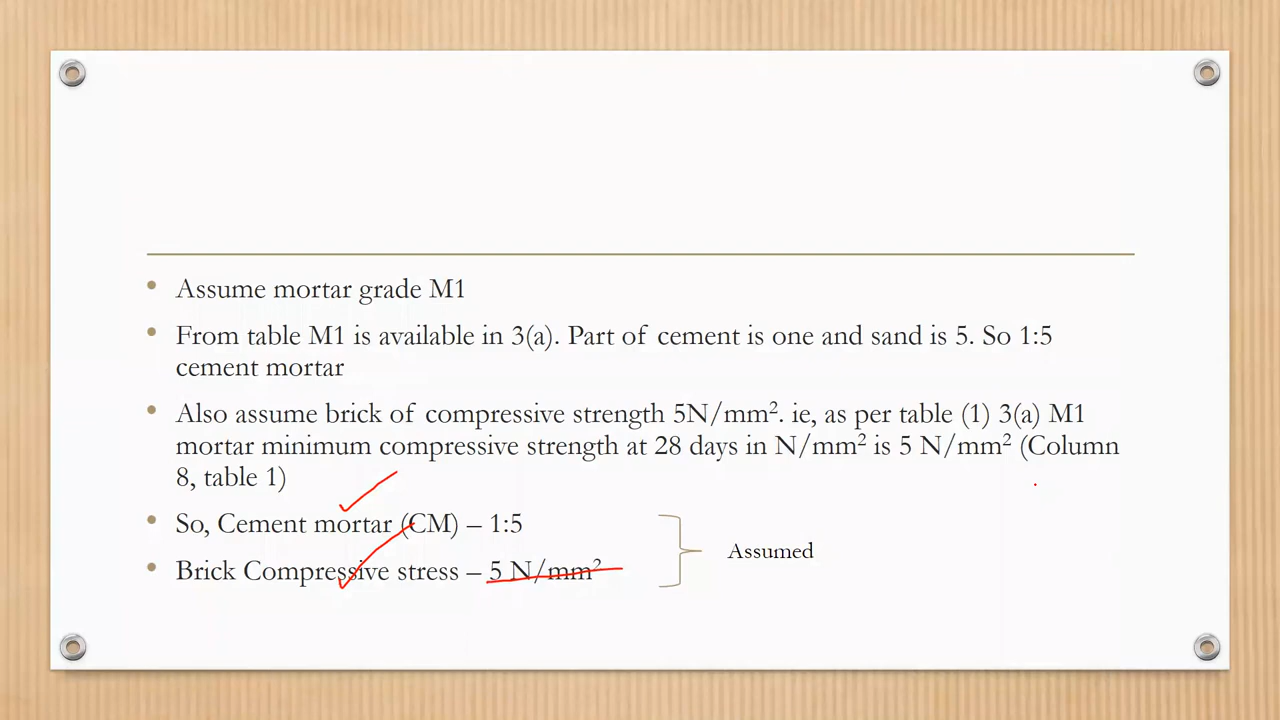 • Assume mortar grade M1
• From table M1 is available in 3(a). Part of cement is one and sand is 5. So 1:5
cement mortar
• Also assume brick of compressive strength 5N/mm². ie, as per table (1) 3(a) M1
mortar minimum compressive strength at 28 days in N/mm² is 5 N/mm² (Column
8, table 1)
• So, Cement mortar (CM) – 1:5
• Brick Compressive stress – 5 N/mm²
Assumed